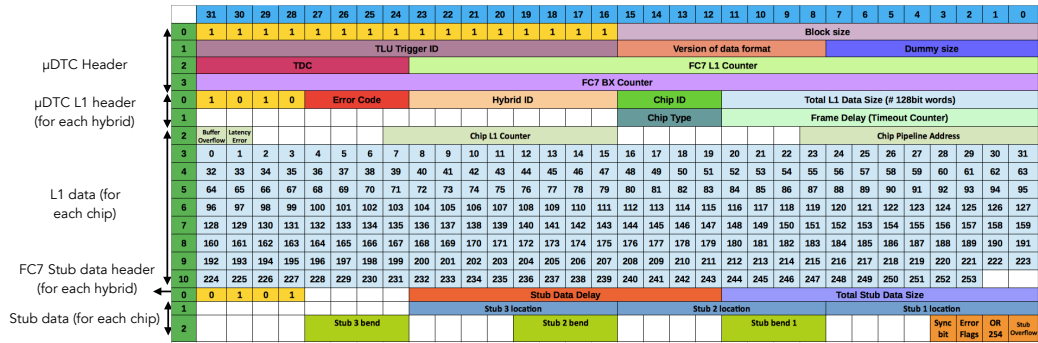 31 30 29 28 27 26 25 24 23 22 21 20 19 18 17 16 15 14 13 12 11 10 9 8 7 6 5 4 3 2 1 0
0 1 1 1 1 1 1 1 1 1 1 1 1 1 1 1 1 Block size
1 TLU Trigger ID Version of data format Dummy size
μDTC Header
2 TDC FC7 L1 Counter
3 FC7 BX Counter
μDTC L1 header
(for each hybrid)
0 1 0 1 0 Error Code Hybrid ID Chip ID Total L1 Data Size (# 128bit words)
1 Chip Type Frame Delay (Timeout Counter)
2 Buffer Overflow Latency Error Chip L1 Counter Chip Pipeline Address
3 0 1 2 3 4 5 6 7 8 9 10 11 12 13 14 15 16 17 18 19 20 21 22 23 24 25 26 27 28 29 30 31
4 32 33 34 35 36 37 38 39 40 41 42 43 44 45 46 47 48 49 50 51 52 53 54 55 56 57 58 59 60 61 62 63
L1 data (for
each chip)
5 64 65 66 67 68 69 70 71 72 73 74 75 76 77 78 79 80 81 82 83 84 85 86 87 88 89 90 91 92 93 94 95
6 96 97 98 99 100 101 102 103 104 105 106 107 108 109 110 111 112 113 114 115 116 117 118 119 120 121 122 123 124 125 126 127
7 128 129 130 131 132 133 134 135 136 137 138 139 140 141 142 143 144 145 146 147 148 149 150 151 152 153 154 155 156 157 158 159
8 160 161 162 163 164 165 166 167 168 169 170 171 172 173 174 175 176 177 178 179 180 181 182 183 184 185 186 187 188 189 190 191
9 192 193 194 195 196 197 198 199 200 201 202 203 204 205 206 207 208 209 210 211 212 213 214 215 216 217 218 219 220 221 222 223
10 224 225 226 227 228 229 230 231 232 233 234 235 236 237 238 239 240 241 242 243 244 245 246 247 248 249 250 251 252 253
FC7 Stub data header
(for each hybrid)
0 0 1 0 1 Stub Data Delay Total Stub Data Size
Stub data (for each chip)
1 Stub 3 location Stub 2 location Stub 1 location
2 Stub 3 bend Stub 2 bend Stub bend 1 Sync bit Error Flags OR 254 Stub Overflow